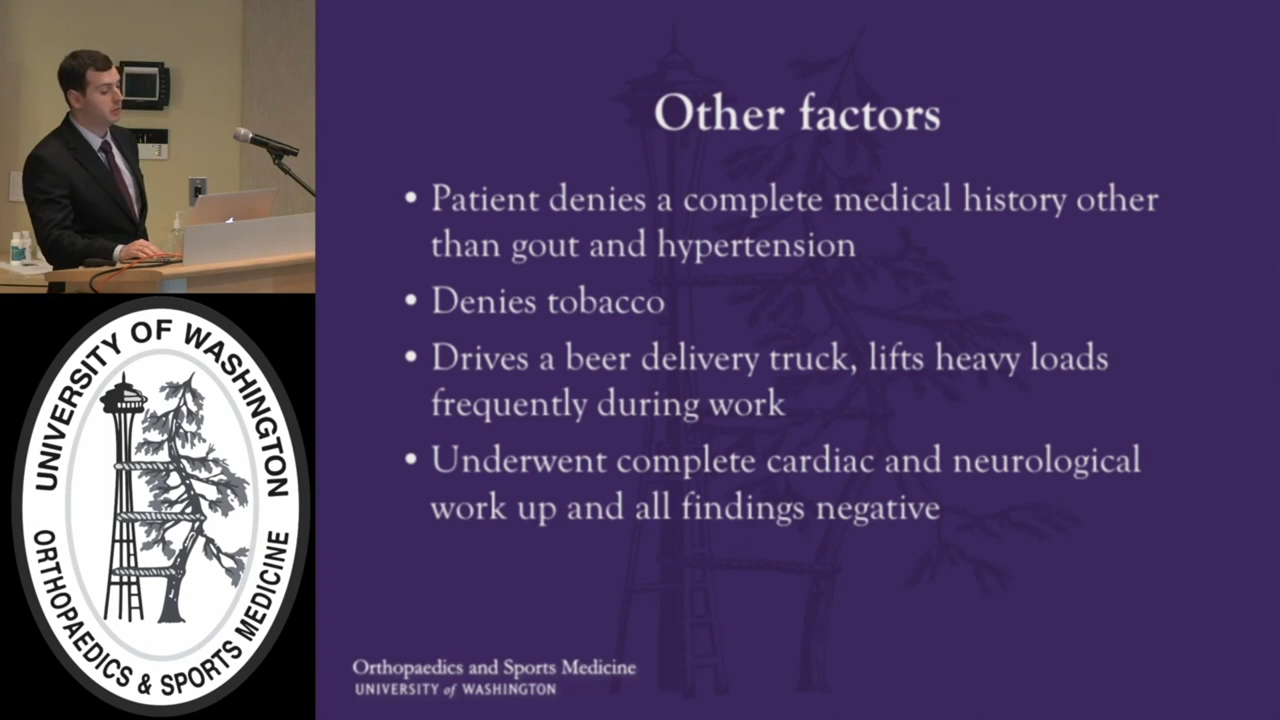 Other factors
• Patient denies a complete medical history other
than gout and hypertension
• Denies tobacco
• Drives a beer delivery truck, lifts heavy loads
frequently during work
• Underwent complete cardiac and neurological
work up and all findings negative
Orthopaedics and Sports Medicine
UNIVERSITY of WASHINGTON
UNIVERSITY OF WASHINGTON
ORTHOPAEDICS & SPORTS MEDICINE